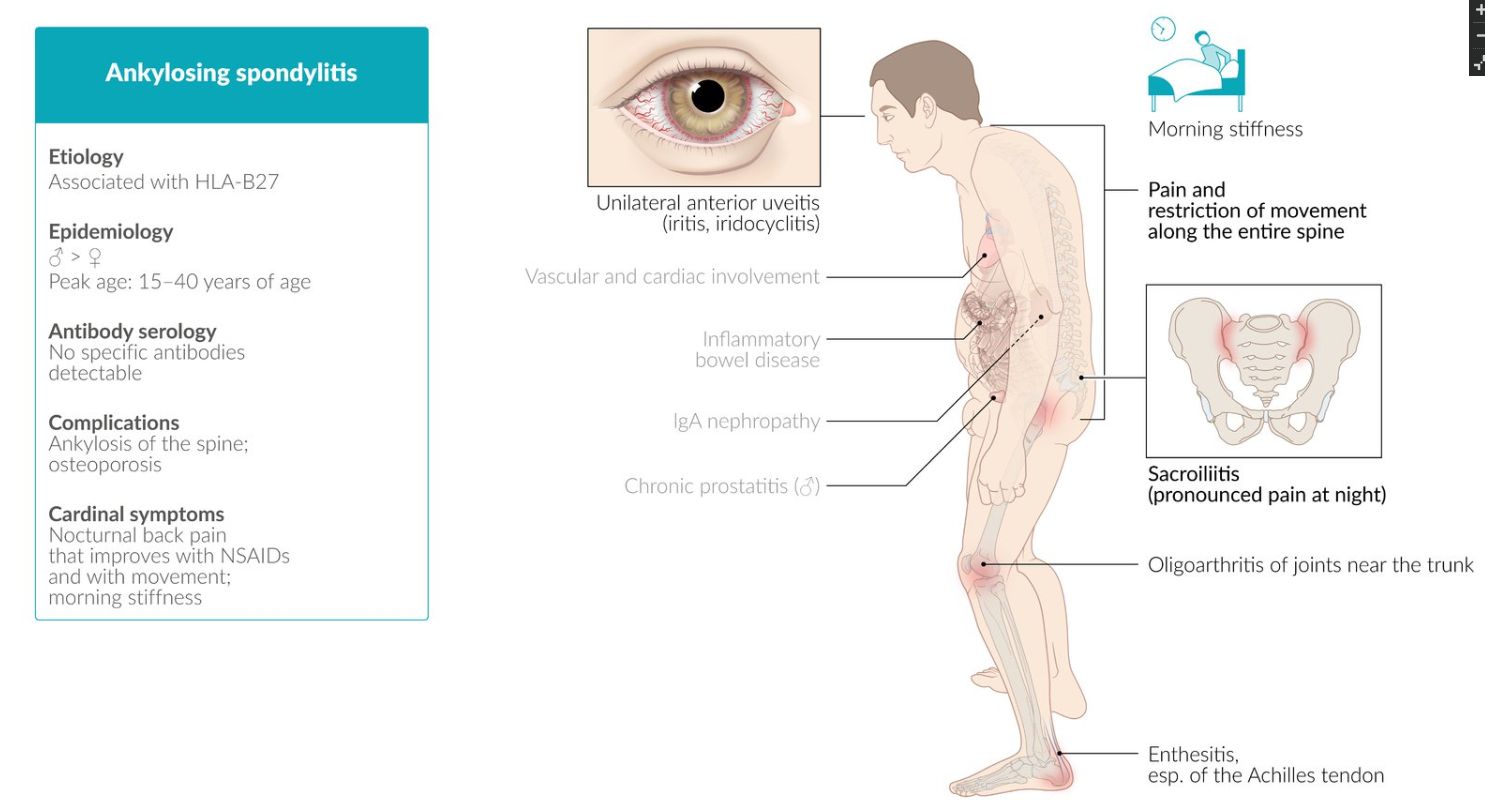 Ankylosing spondylitis
Etiology
Associated with HLA-B27
Epidemiology
♂ > ♀
Peak age: 15–40 years of age
Antibody serology
No specific antibodies
detectable
Complications
Ankylosis of the spine;
osteoporosis
Cardinal symptoms
Nocturnal back pain
that improves with NSAIDs
and with movement;
morning stiffness
Unilateral anterior uveitis
(iritis, iridocyclitis)
Vascular and cardiac involvement
Inflammatory
bowel disease
IgA nephropathy
Chronic prostatitis (♂)
Morning stiffness
Pain and
restriction of movement
along the entire spine
Sacroiliitis
(pronounced pain at night)
Oligoarthritis of joints near the trunk
Enthesitis,
esp. of the Achilles tendon